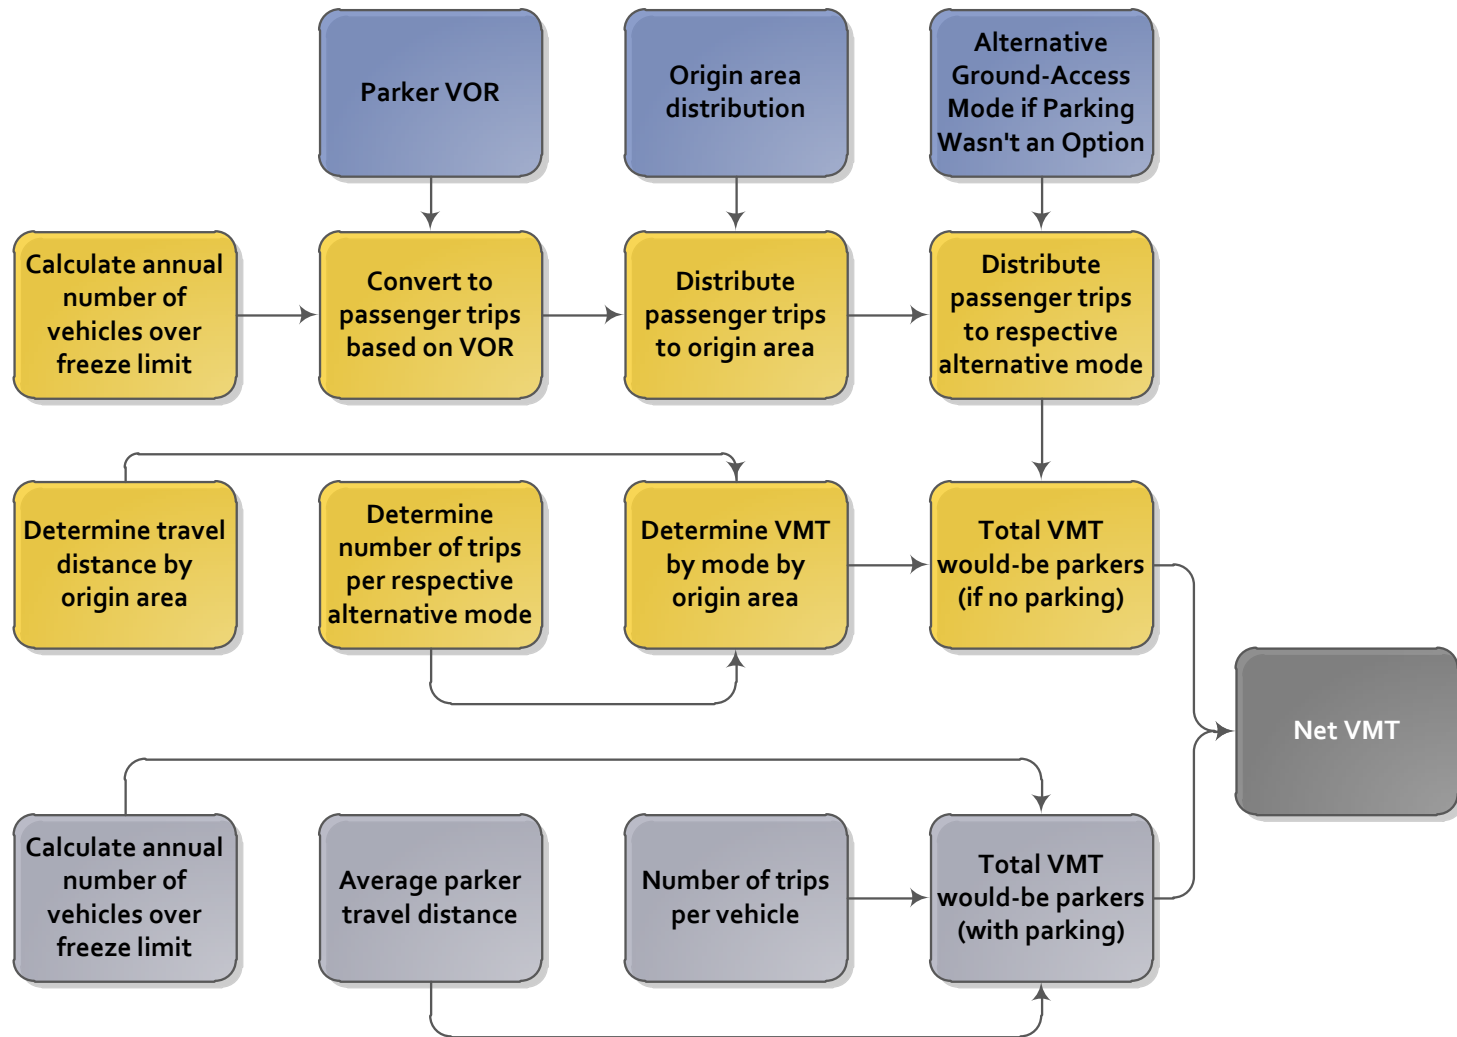 Parker VOR
Origin area
distribution
Alternative
Ground-Access
Mode if Parking
Wasn't an Option
Calculate annual
number of
vehicles over
freeze limit
Convert to
passenger trips
based on VOR
Distribute
passenger trips
to origin area
Distribute
passenger trips
to respective
alternative mode
Determine travel
distance by
origin area
Determine
number of trips
per respective
alternative mode
Determine VMT
by mode by
origin area
Total VMT
would-be parkers
(if no parking)
Net VMT
Calculate annual
number of
vehicles over
freeze limit
Average parker
travel distance
Number of trips
per vehicle
Total VMT
would-be parkers
(with parking)